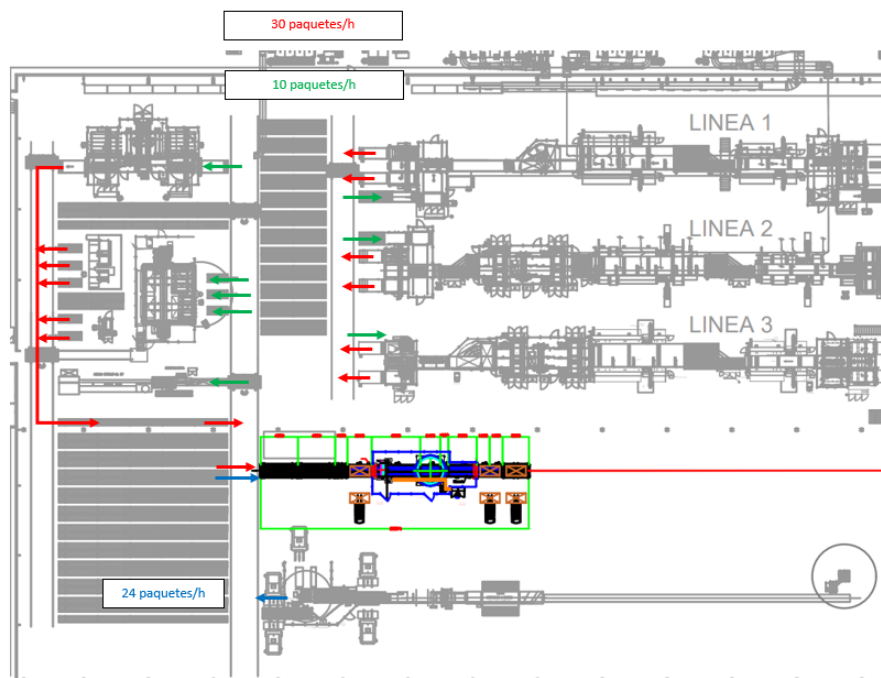 30 paquetes/h
10 paquetes/h
LINEA 1
LINEA 2
LINEA 3
24 paquetes/h